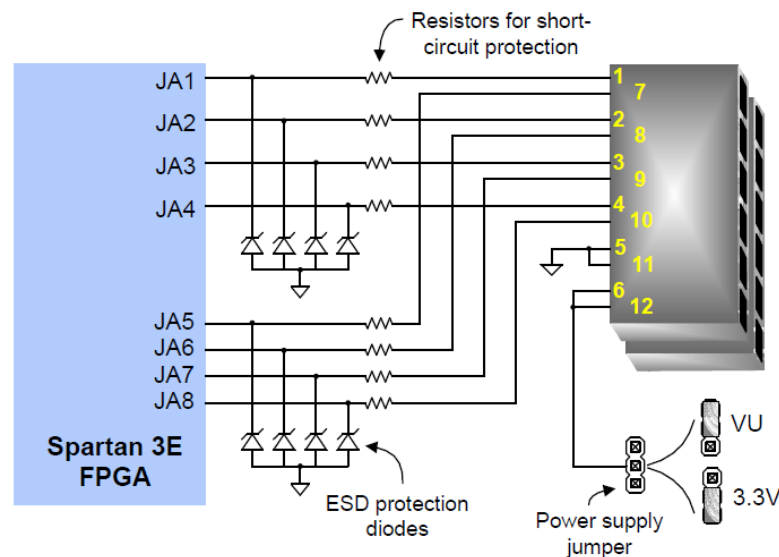 Resistors for short-
circuit protection
JA1
JA2
JA3
JA4
1
7
2
8
3
9
4
10
5
11
6
12
JA5
JA6
JA7
JA8
Spartan 3E
FPGA
ESD protection
diodes
Power supply
jumper
VU
3.3V